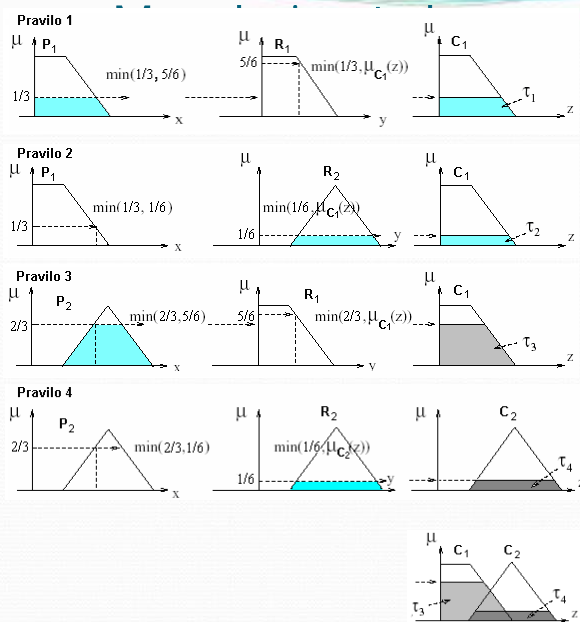 Pravilo 1
μ P₁ μ R₁ μ C₁
min(1/3, 5/6) 5/6 min(1/3,μC₁(z))
1/3 τ₁
x y z
Pravilo 2
μ P₁ μ R₂ μ C₁
min(1/3, 1/6) min(1/6,μC₁(z))
1/3 1/6 y τ₂
x z
Pravilo 3
μ P₂ μ R₁ μ C₁
2/3 min(2/3,5/6) 5/6 min(2/3,μC₁(z))
τ₃
x y z
Pravilo 4
μ P₂ μ R₂ μ C₂
2/3 min(2/3,1/6) min(1/6,μC₂(z))
1/6 y τ₄
x z
μ C₁ C₂
τ₃ τ₄
z